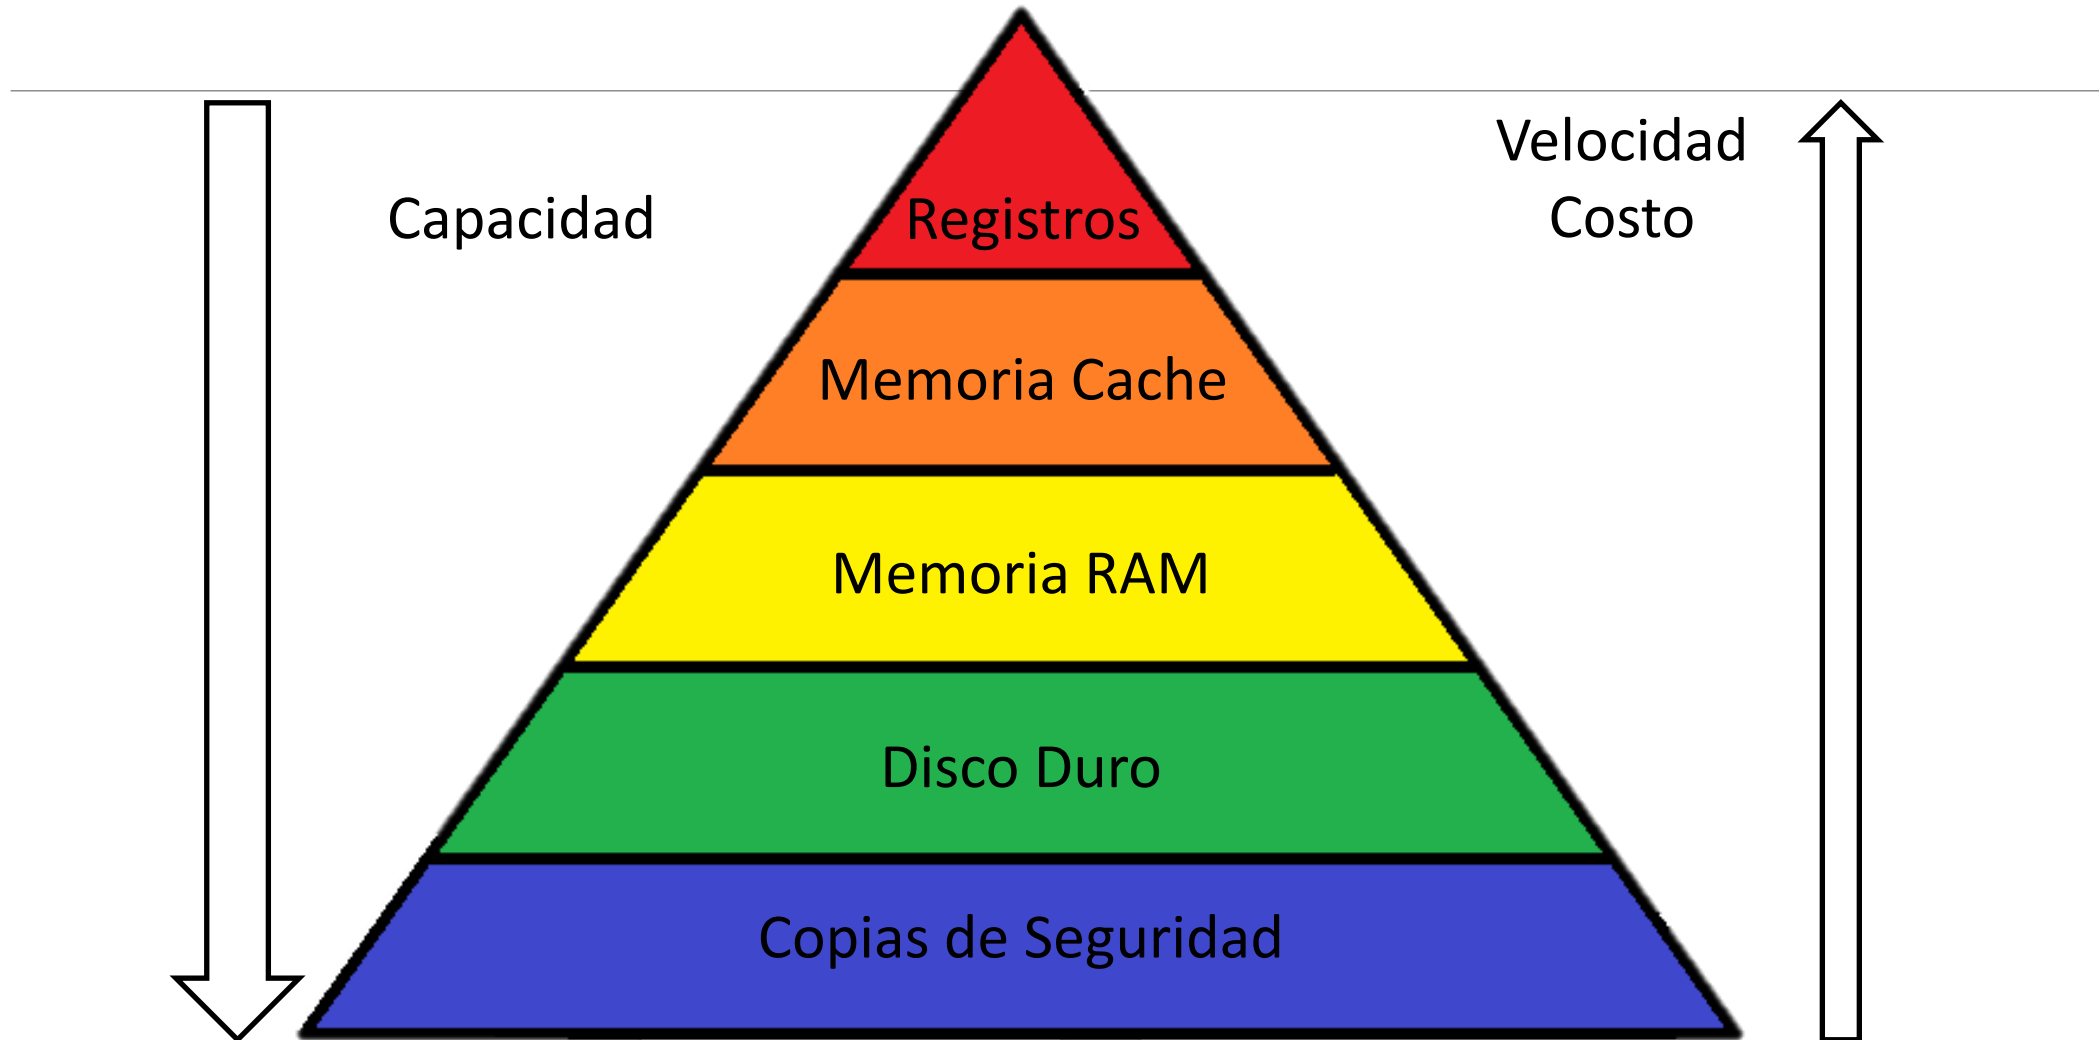 Capacidad
Velocidad
Costo
Registros
Memoria Cache
Memoria RAM
Disco Duro
Copias de Seguridad